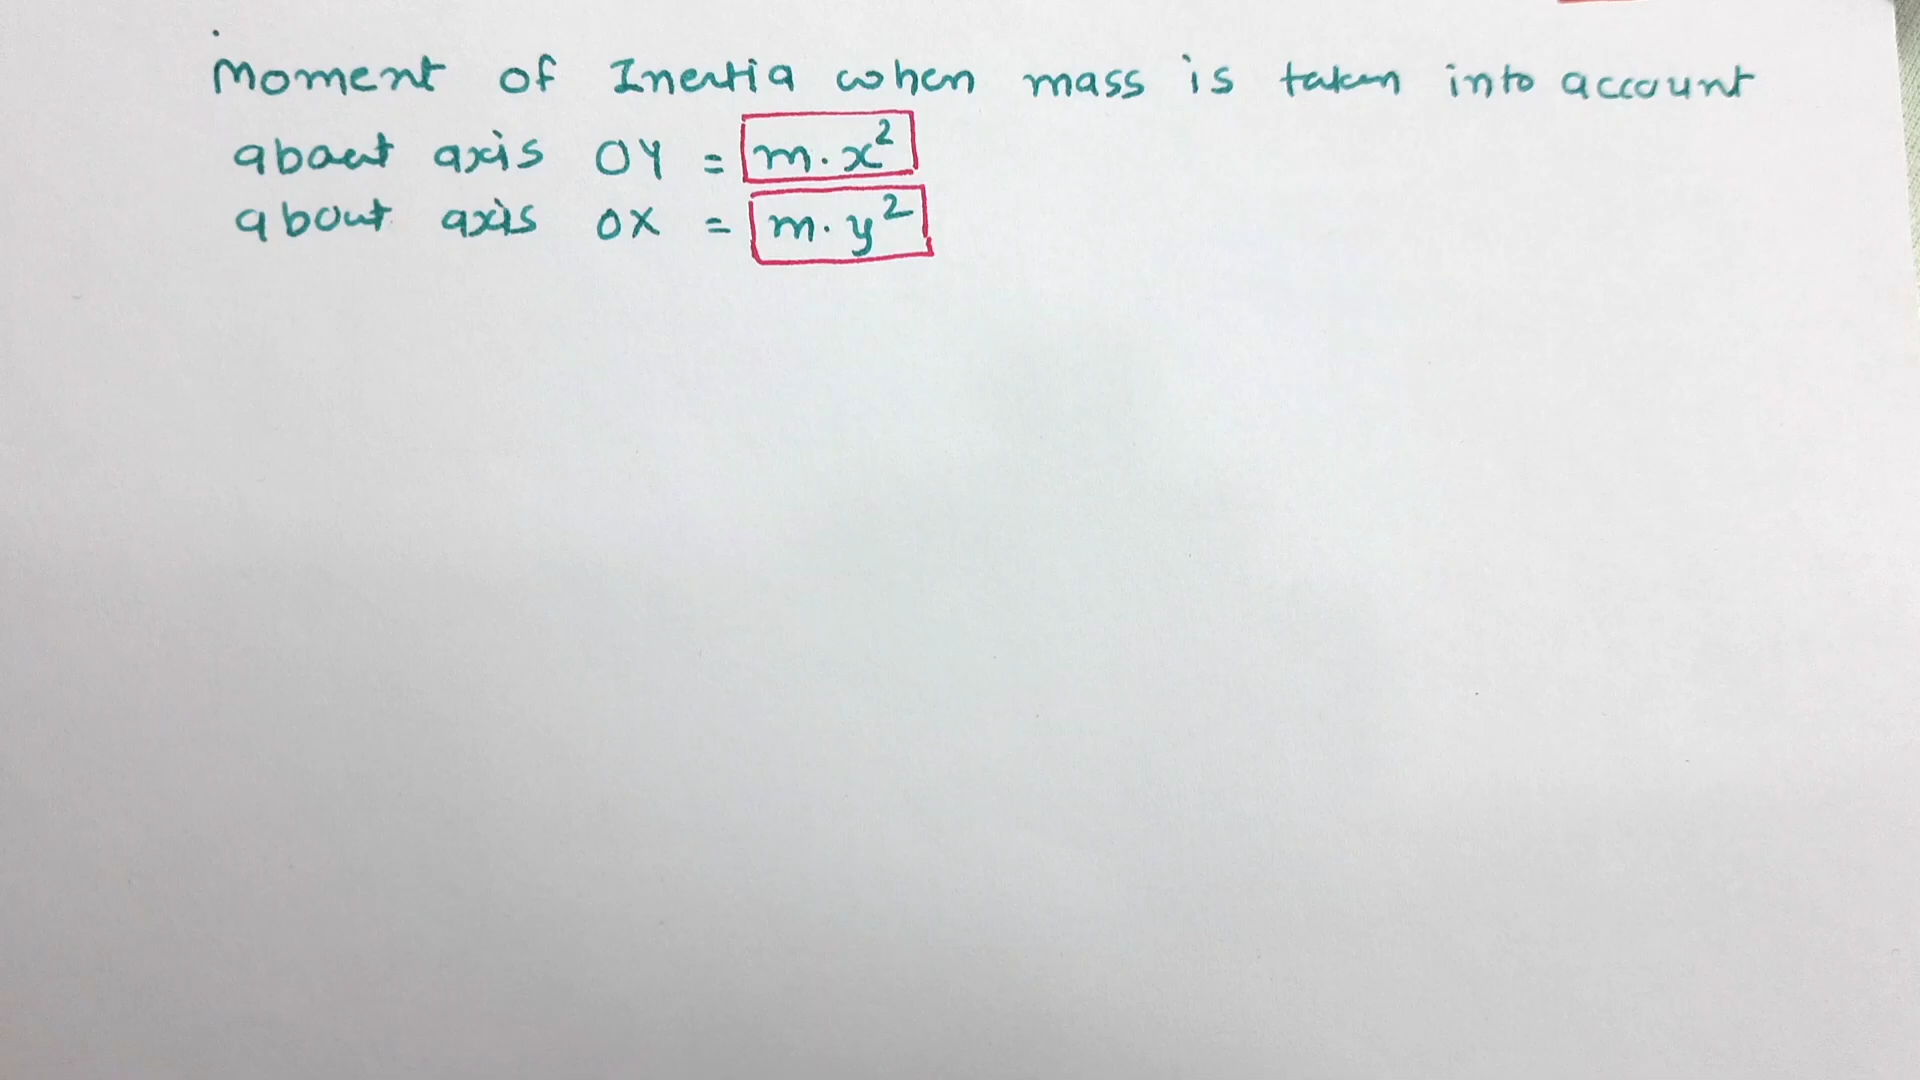 Moment of Inertia when mass is taken into account
about axis OY = m.x²
about axis OX = m.y²